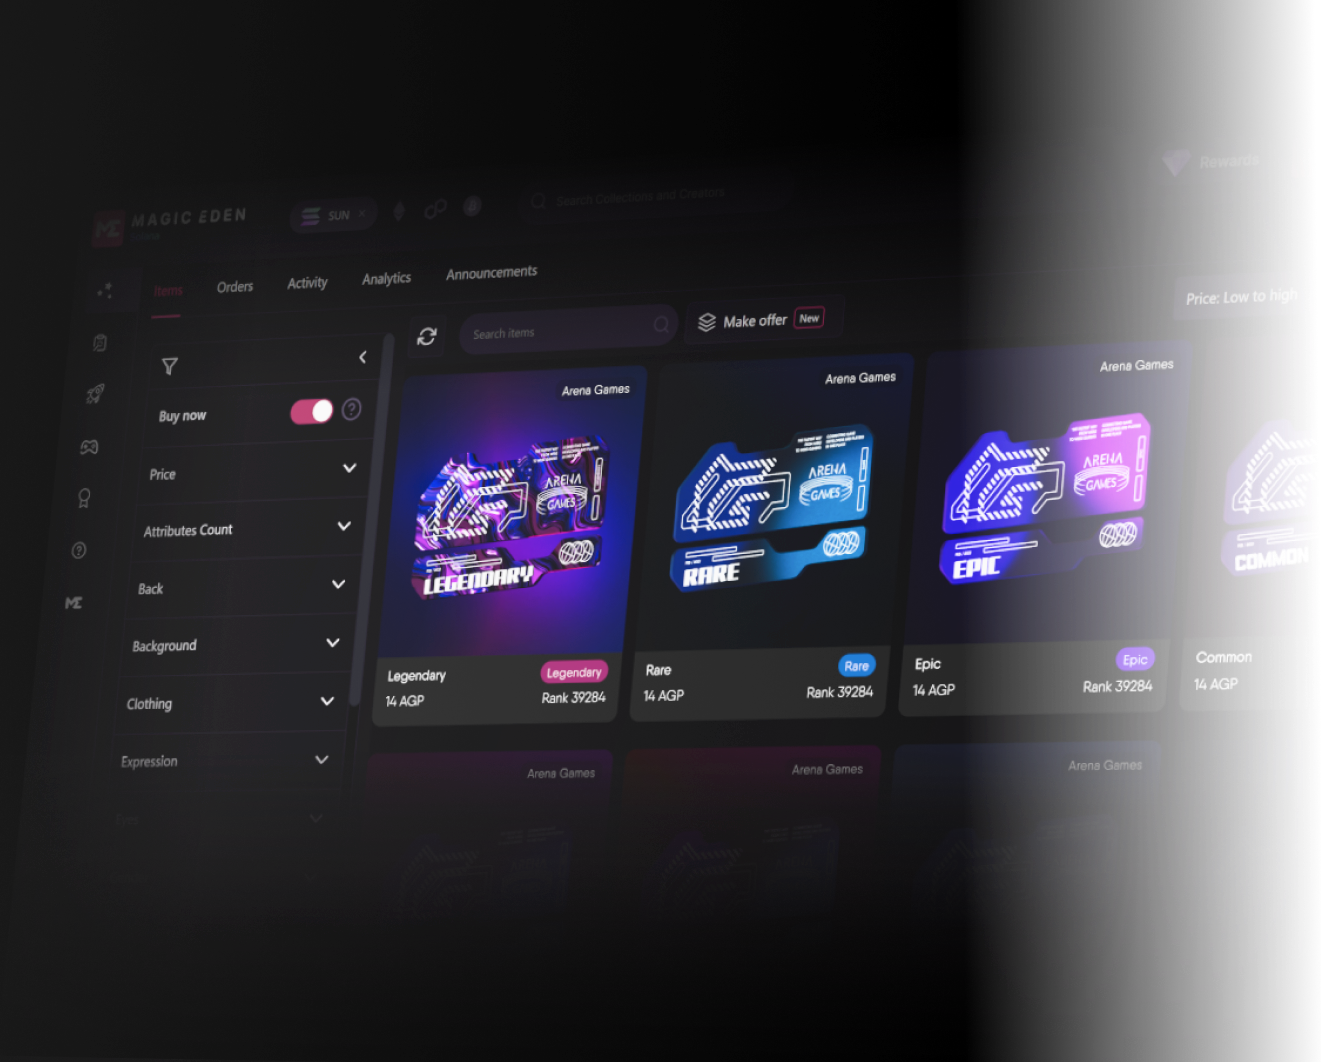 Rewards
MAGIC EDEN
SUN ×
Search Collections and Creators
Items
Orders
Activity
Analytics
Announcements
Price: Low to high
Search items
Make offer
New
Buy now
Price
Attributes Count
Back
Background
Clothing
Expression
Arena Games
ARENA
GAMES
LEGENDARY
Legendary
Legendary
14 AGP
Rank 39284
Arena Games
ARENA
GAMES
RARE
Rare
Rare
14 AGP
Rank 39284
Arena Games
ARENA
GAMES
EPIC
Epic
Epic
14 AGP
Rank 39284
COMMON
Common
14 AGP
Arena Games
Arena Games
Arena Games
ME